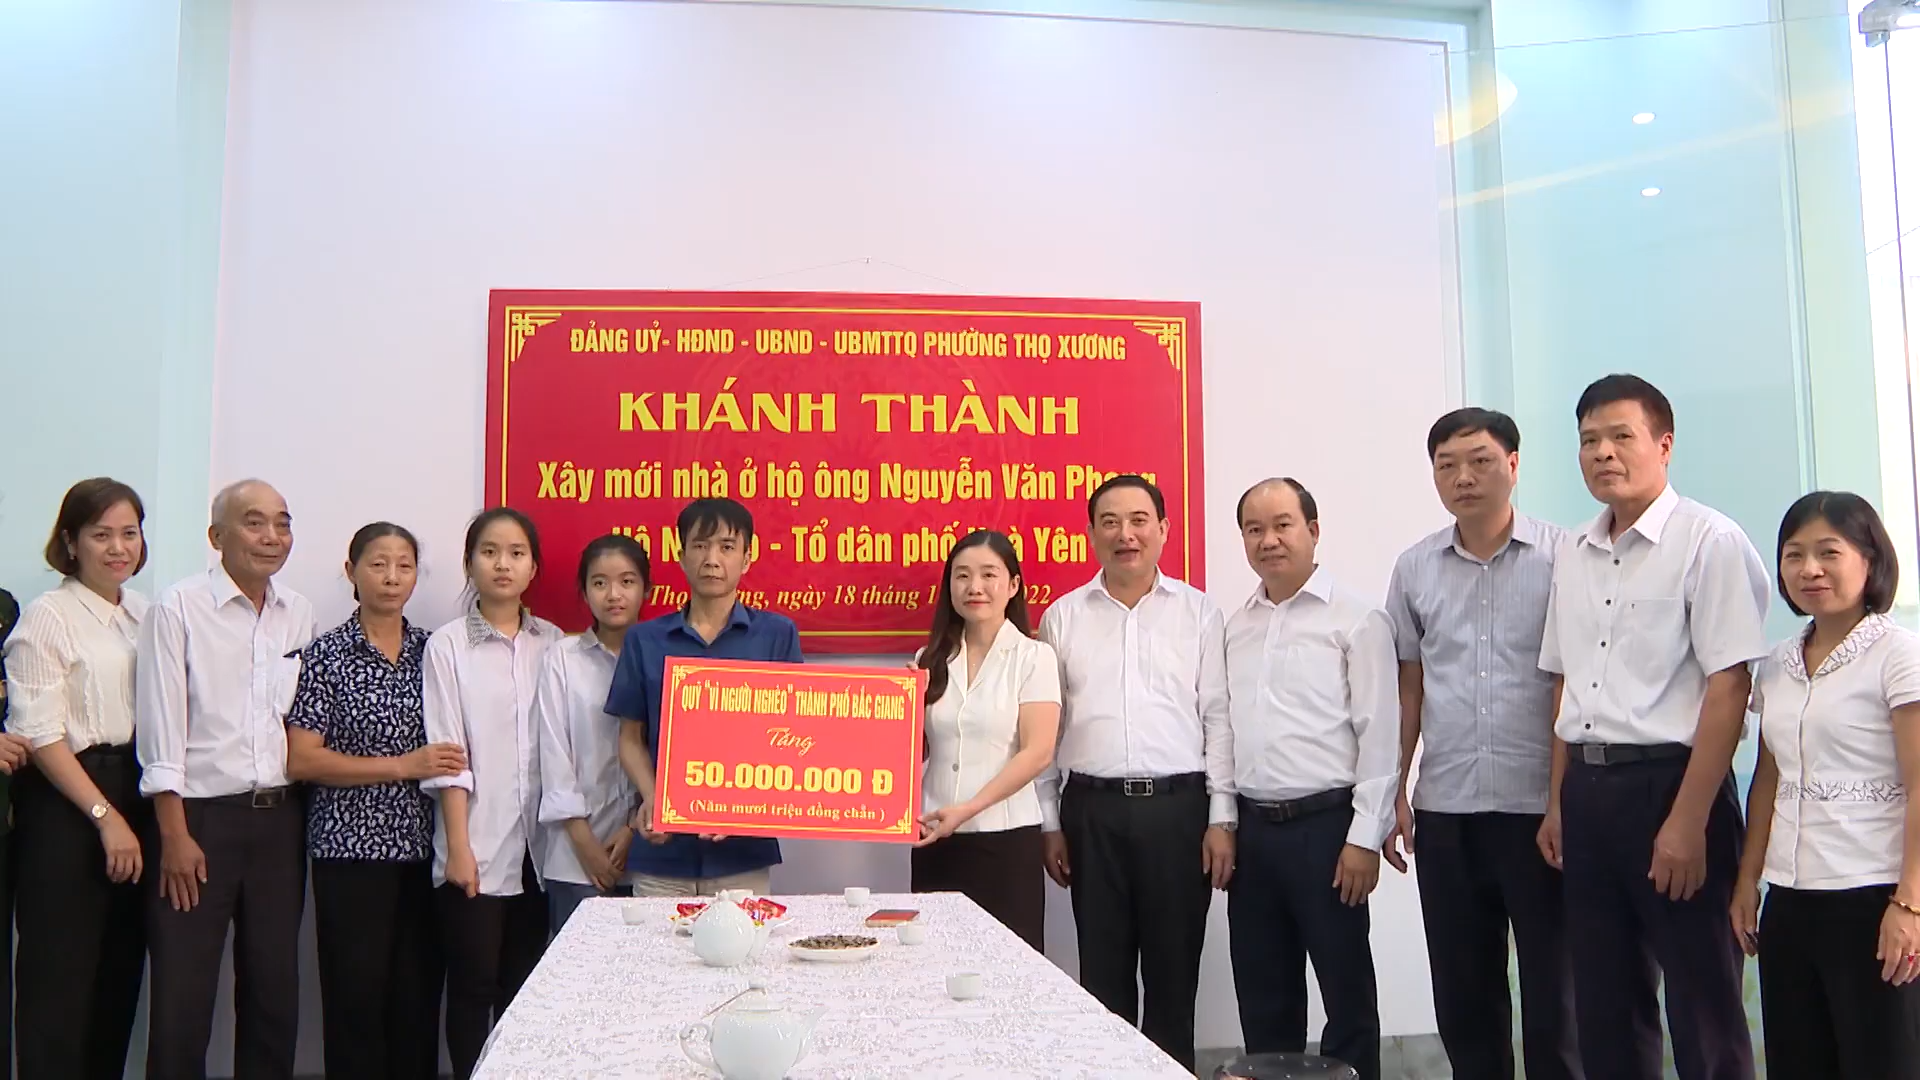 ĐẢNG UỶ- HĐND - UBND - UBMTTQ PHƯỜNG THỌ XƯƠNG
KHÁNH THÀNH
Xây mới nhà ở hộ ông Nguyễn Văn
- Tổ dân phố Yên
ngày 18 tháng
QUỸ "VÌ NGƯỜI NGHÈO" THÀNH PHỐ BẮC GIANG
Tặng
50.000.000 Đ
(Năm mươi triệu đồng chẵn )